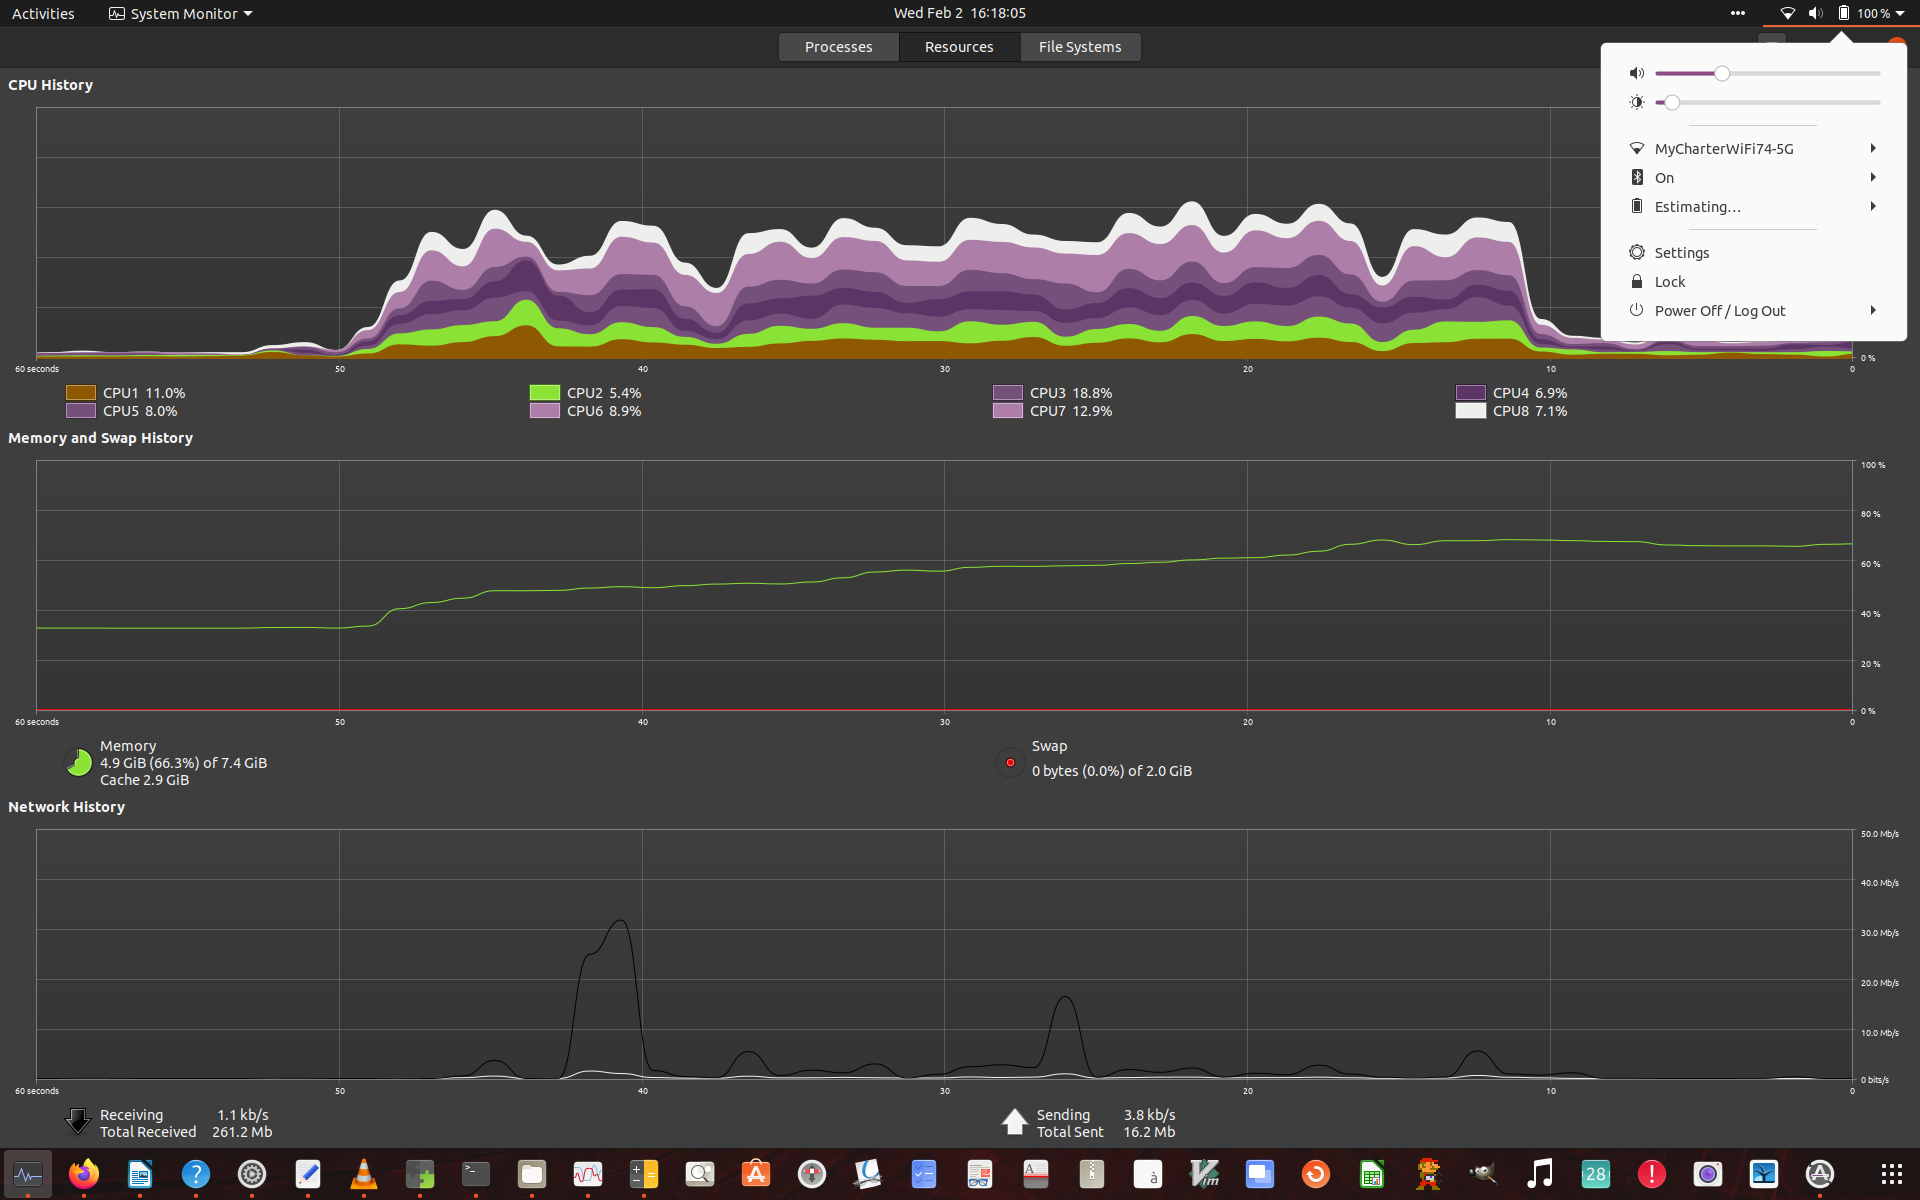 Activities
System Monitor
Wed Feb 2 16:18:05
100 %
Processes
Resources
File Systems
CPU History
60 seconds
50
40
30
20
10
0
0 %
CPU1 11.0%
CPU2 5.4%
CPU3 18.8%
CPU4 6.9%
CPU5 8.0%
CPU6 8.9%
CPU7 12.9%
CPU8 7.1%
MyCharterWiFi74-5G
On
Estimating…
Settings
Lock
Power Off / Log Out
Memory and Swap History
100 %
80 %
60 %
40 %
20 %
0 %
60 seconds
50
40
30
20
10
0
Memory
4.9 GiB (66.3%) of 7.4 GiB
Cache 2.9 GiB
Swap
0 bytes (0.0%) of 2.0 GiB
Network History
50.0 Mb/s
40.0 Mb/s
30.0 Mb/s
20.0 Mb/s
10.0 Mb/s
0 bits/s
60 seconds
50
40
30
20
10
0
Receiving 1.1 kb/s
Total Received 261.2 Mb
Sending 3.8 kb/s
Total Sent 16.2 Mb
?
>_
A
à
Vim
28
!